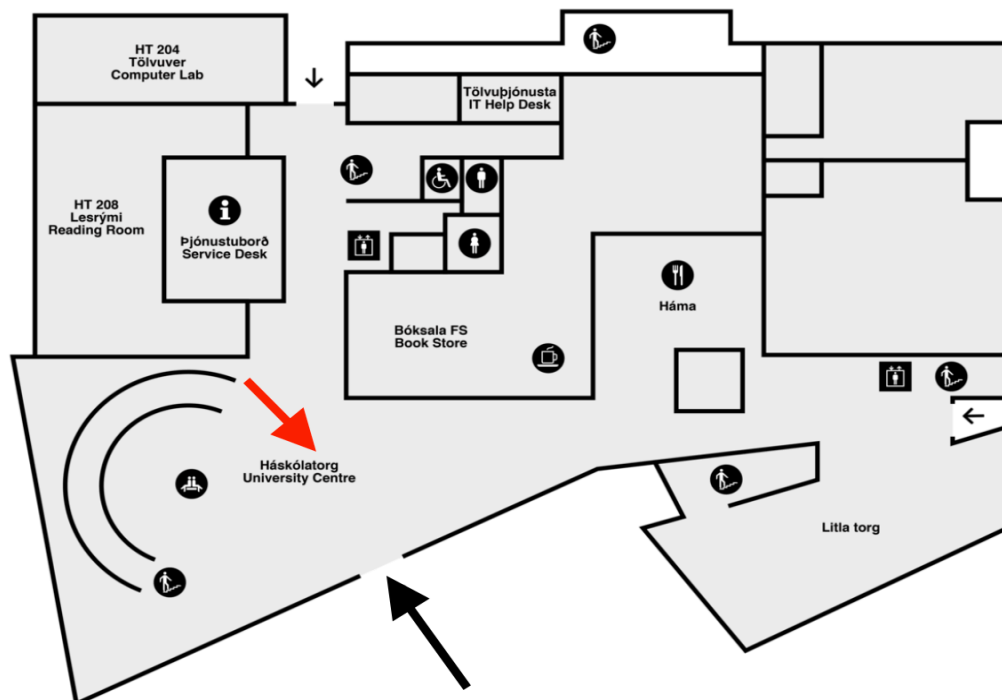 HT 204
Tölvuver
Computer Lab
Tölvuþjónusta
IT Help Desk
HT 208
Lesrými
Reading Room
Þjónustuborð
Service Desk
Háma
Bóksala FS
Book Store
Háskólatorg
University Centre
Litla torg